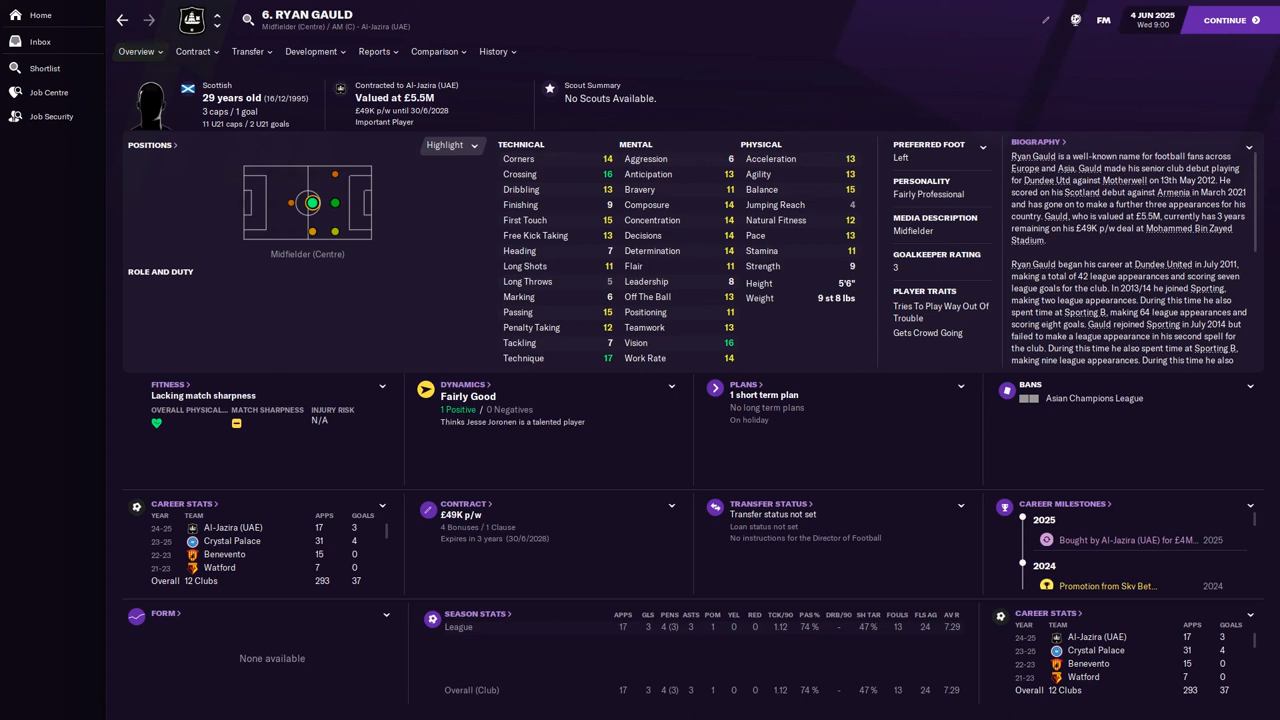 Home
Inbox
Shortlist
Job Centre
Job Security
6. RYAN GAULD
Midfielder (Centre) / AM (C) - Al-Jazira (UAE)
FM
4 JUN 2025
Wed 9:00
CONTINUE
Overview
Contract
Transfer
Development
Reports
Comparison
History
Scottish
29 years old (16/12/1995)
3 caps / 1 goal
11 U21 caps / 2 U21 goals
Contracted to Al-Jazira (UAE)
Valued at £5.5M
£49K p/w until 30/6/2028
Important Player
Scout Summary
No Scouts Available.
POSITIONS
Midfielder (Centre)
ROLE AND DUTY
Highlight
TECHNICAL
Corners 14
Crossing 16
Dribbling 13
Finishing 9
First Touch 15
Free Kick Taking 13
Heading 7
Long Shots 11
Long Throws 5
Marking 6
Passing 15
Penalty Taking 12
Tackling 7
Technique 17
MENTAL
Aggression 6
Anticipation 13
Bravery 11
Composure 14
Concentration 14
Decisions 14
Determination 14
Flair 11
Leadership 8
Off The Ball 13
Positioning 11
Teamwork 13
Vision 16
Work Rate 14
PHYSICAL
Acceleration 13
Agility 13
Balance 15
Jumping Reach 4
Natural Fitness 12
Pace 13
Stamina 11
Strength 9
Height 5'6"
Weight 9 st 8 lbs
PREFERRED FOOT
Left
PERSONALITY
Fairly Professional
MEDIA DESCRIPTION
Midfielder
GOALKEEPER RATING
3
PLAYER TRAITS
Tries To Play Way Out Of
Trouble
Gets Crowd Going
BIOGRAPHY
Ryan Gauld is a well-known name for football fans across
Europe and Asia. Gauld made his senior club debut playing
for Dundee Utd against Motherwell on 13th May 2012. He
scored on his Scotland debut against Armenia in March 2021
and has gone on to make a further three appearances for his
country. Gauld, who is valued at £5.5M, currently has 3 years
remaining on his £49K p/w deal at Mohammed Bin Zayed
Stadium.
Ryan Gauld began his career at Dundee United in July 2011,
making a total of 42 league appearances and scoring seven
league goals for the club. In 2013/14 he joined Sporting,
making two league appearances. During this time he also
spent time at Sporting B, making 64 league appearances and
scoring eight goals. Gauld rejoined Sporting in July 2014 but
failed to make a league appearance in his second spell for
the club. During this time he also spent time at Sporting B,
making nine league appearances. During this time he also
FITNESS
Lacking match sharpness
OVERALL PHYSICAL... MATCH SHARPNESS INJURY RISK
N/A
DYNAMICS
Fairly Good
1 Positive / 0 Negatives
Thinks Jesse Joronen is a talented player
PLANS
1 short term plan
No long term plans
On holiday
BANS
Asian Champions League
CAREER STATS
YEAR TEAM APPS GOALS
24-25 Al-Jazira (UAE) 17 3
23-25 Crystal Palace 31 4
22-23 Benevento 15 0
21-23 Watford 7 0
Overall 12 Clubs 293 37
CONTRACT
£49K p/w
4 Bonuses / 1 Clause
Expires in 3 years (30/6/2028)
TRANSFER STATUS
Transfer status not set
Loan status not set
No instructions for the Director of Football
CAREER MILESTONES
2025
Bought by Al-Jazira (UAE) for £4M... 2025
2024
Promotion from Sky Bet... 2024
FORM
None available
SEASON STATS APPS GLS PENS ASTS POM YEL RED TCK/90 PAS % DRB/90 SH TAR FOULS FLS AG AV R
League 17 3 4 (3) 3 1 0 0 1.12 74 % - 47 % 13 24 7.29
Overall (Club) 17 3 4 (3) 3 1 0 0 1.12 74 % - 47 % 13 24 7.29
CAREER STATS
YEAR TEAM APPS GOALS
24-25 Al-Jazira (UAE) 17 3
23-25 Crystal Palace 31 4
22-23 Benevento 15 0
21-23 Watford 7 0
Overall 12 Clubs 293 37